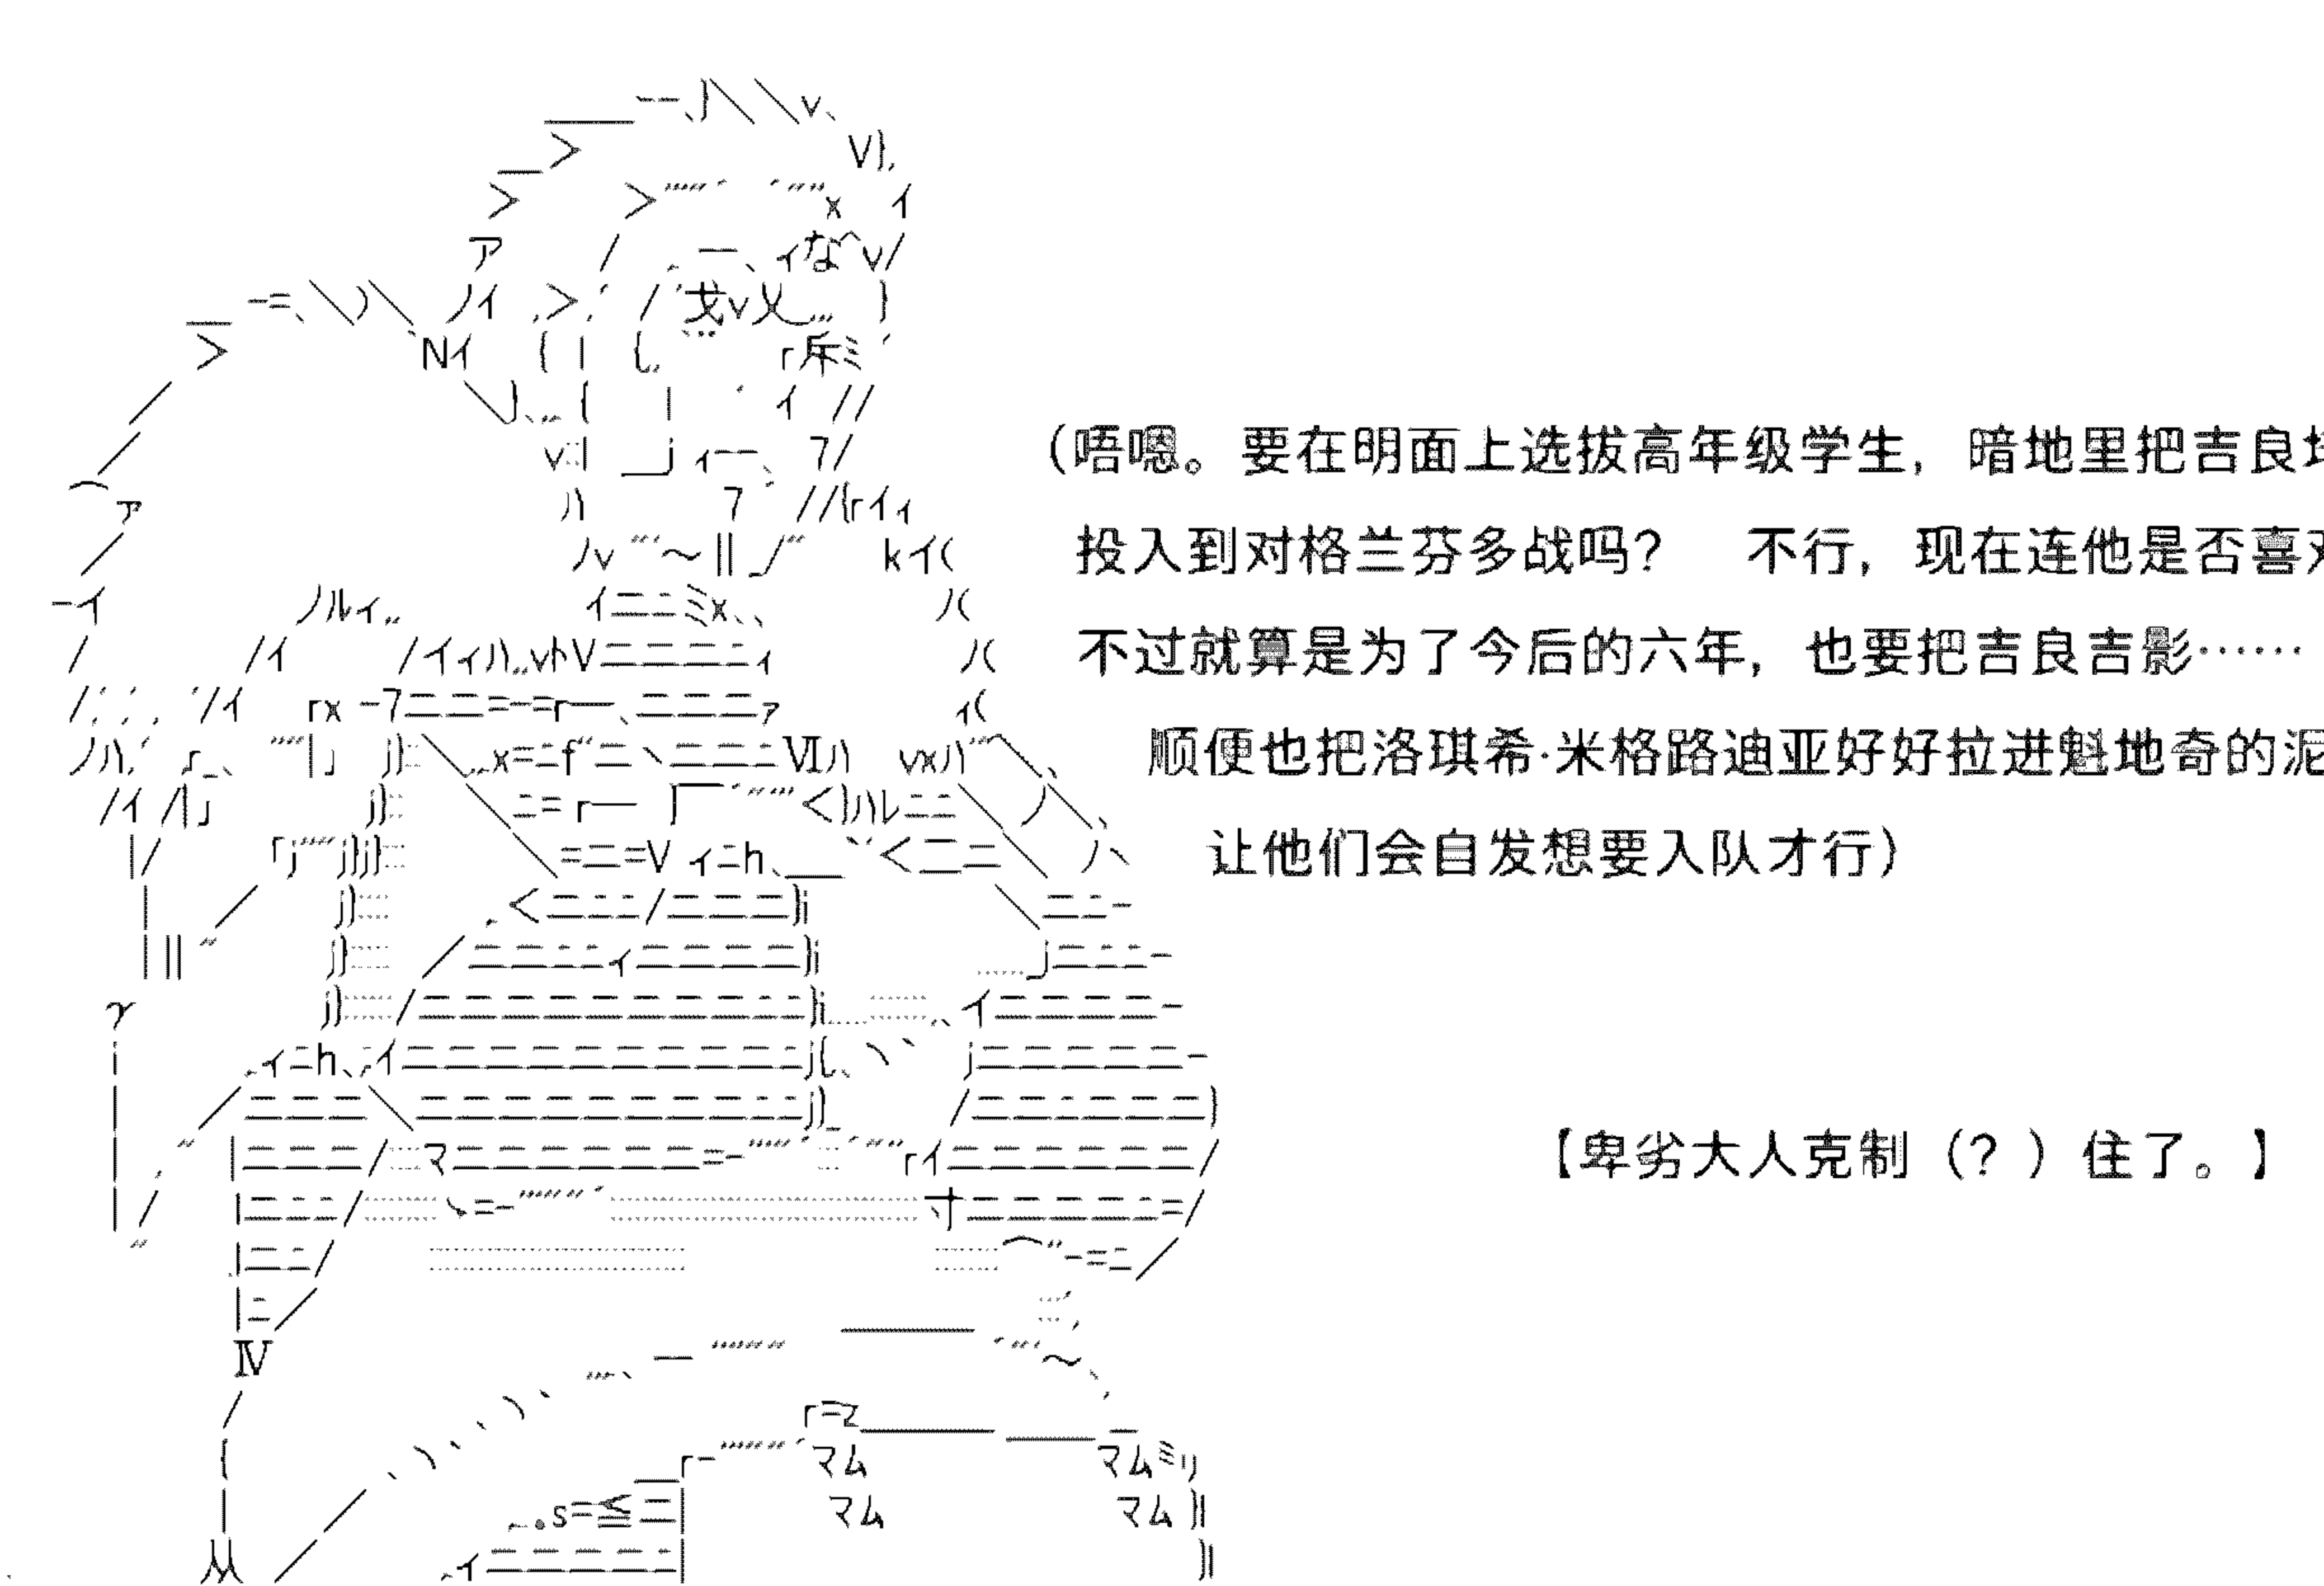 (唔嗯。要在明面上选拔高年级学生，暗地里把吉良
投入到对格兰芬多战吗？　不行，现在连他是否喜
不过就算是为了今后的六年，也要把吉良吉影……
顺便也把洛琪希·米格路迪亚好好拉进魁地奇的泥
让他们会自发想要入队才行)
【卑劣大人克制（？）住了。】